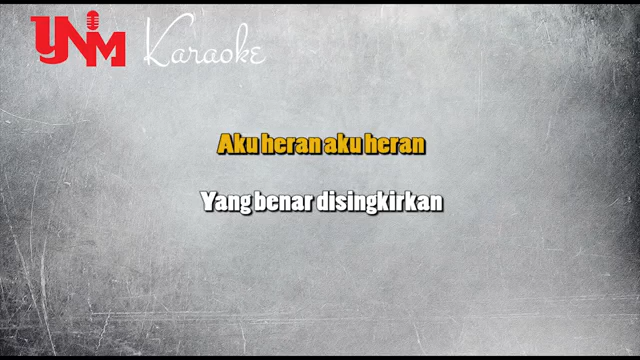 YNM Karaoke
Aku heran aku heran
Yang benar disingkirkan